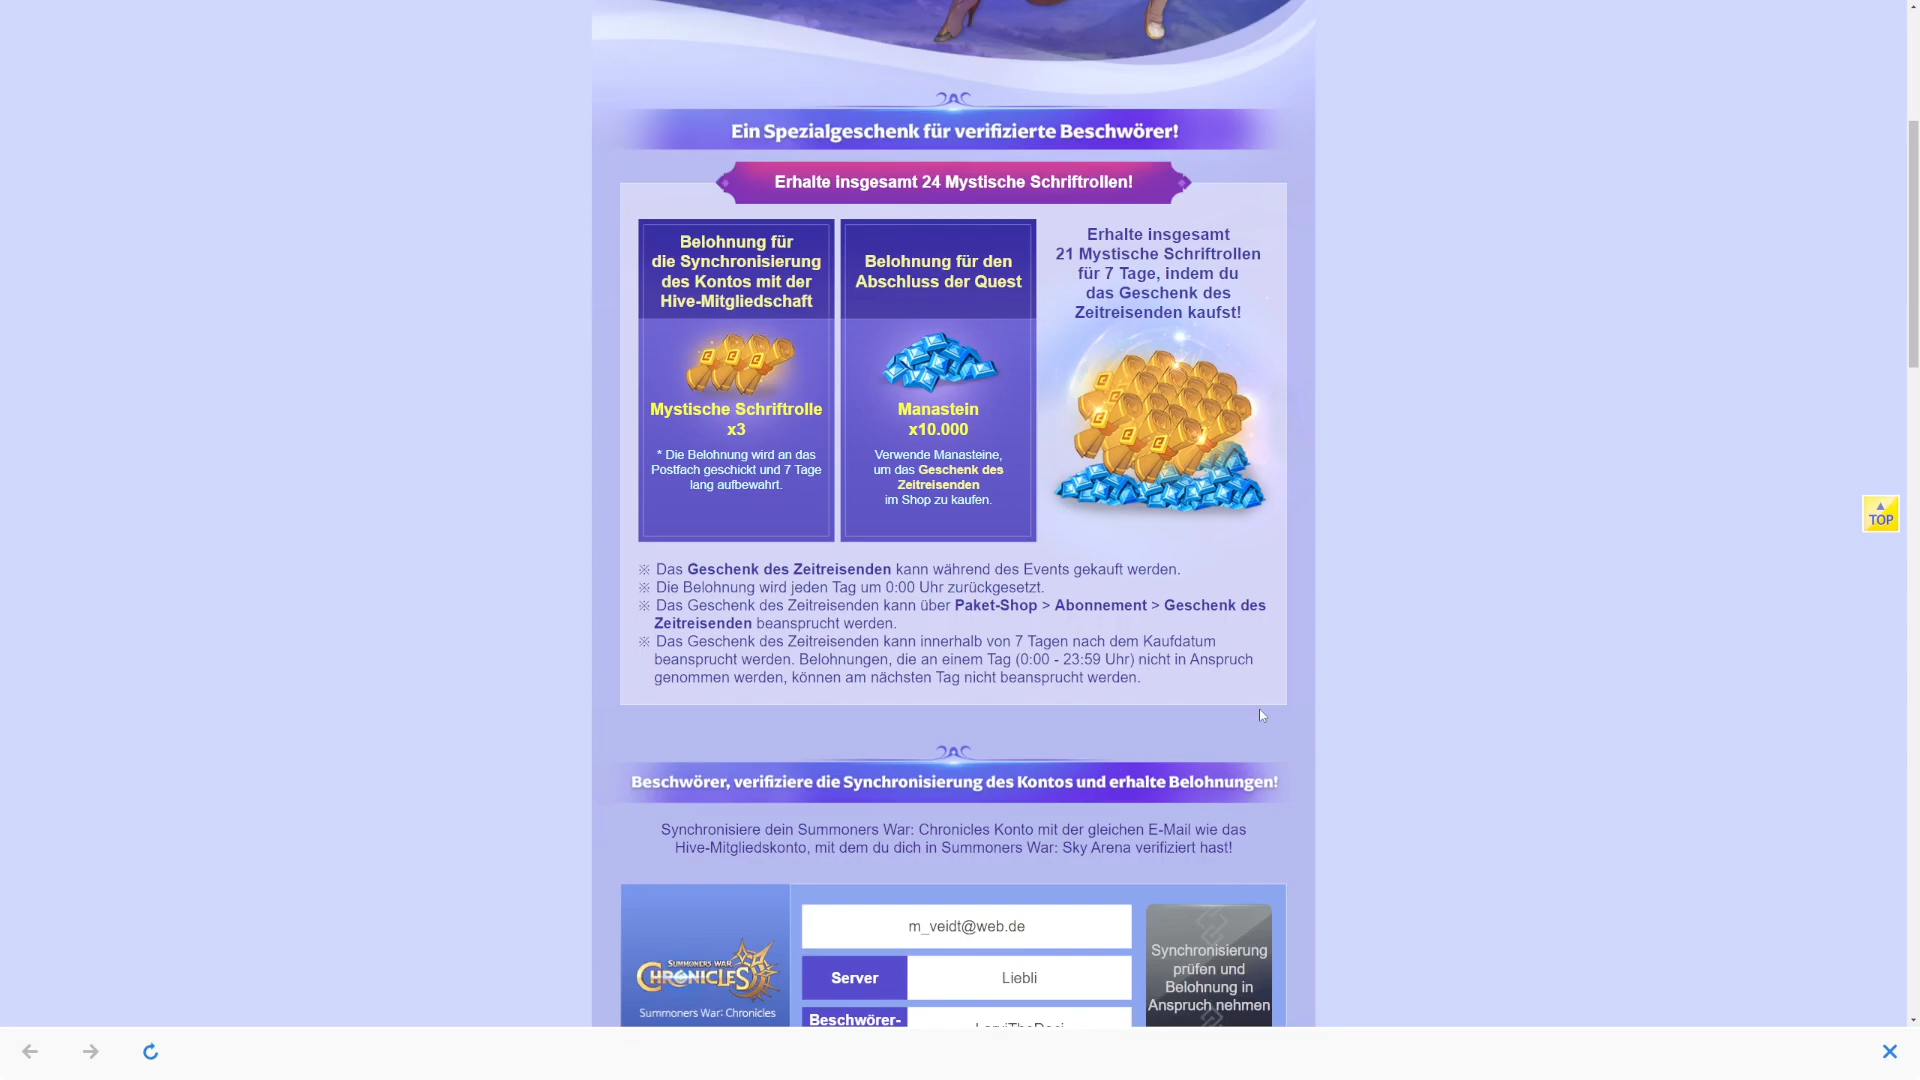 Ein Spezialgeschenk für verifizierte Beschwörer!
Erhalte insgesamt 24 Mystische Schriftrollen!
Belohnung für
die Synchronisierung
des Kontos mit der
Hive-Mitgliedschaft
Mystische Schriftrolle
x3
* Die Belohnung wird an das
Postfach geschickt und 7 Tage
lang aufbewahrt.
Belohnung für den
Abschluss der Quest
Manastein
x10.000
Verwende Manasteine,
um das Geschenk des
Zeitreisenden
im Shop zu kaufen.
Erhalte insgesamt
21 Mystische Schriftrollen
für 7 Tage, indem du
das Geschenk des
Zeitreisenden kaufst!
TOP
※ Das Geschenk des Zeitreisenden kann während des Events gekauft werden.
※ Die Belohnung wird jeden Tag um 0:00 Uhr zurückgesetzt.
※ Das Geschenk des Zeitreisenden kann über Paket-Shop > Abonnement > Geschenk des
Zeitreisenden beansprucht werden.
※ Das Geschenk des Zeitreisenden kann innerhalb von 7 Tagen nach dem Kaufdatum
beansprucht werden. Belohnungen, die an einem Tag (0:00 - 23:59 Uhr) nicht in Anspruch
genommen werden, können am nächsten Tag nicht beansprucht werden.
Beschwörer, verifiziere die Synchronisierung des Kontos und erhalte Belohnungen!
Synchronisiere dein Summoners War: Chronicles Konto mit der gleichen E-Mail wie das
Hive-Mitgliedskonto, mit dem du dich in Summoners War: Sky Arena verifiziert hast!
SUMMONERS WAR
CHRONICLES
Summoners War: Chronicles
m_veidt@web.de
Server
Liebli
Beschwörer-
Synchronisierung
prüfen und
Belohnung in
Anspruch nehmen